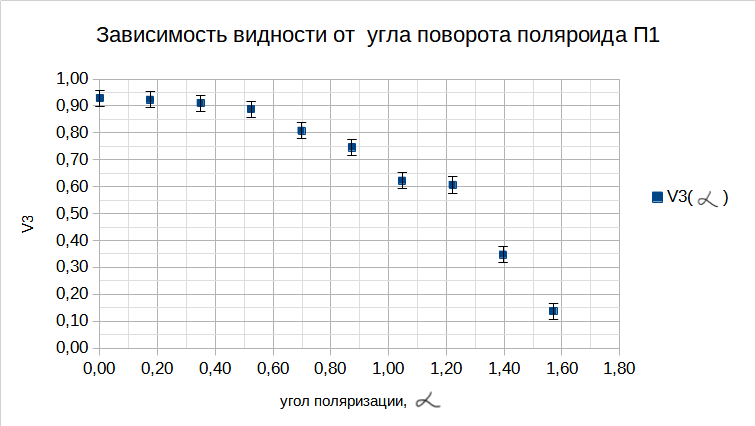 Зависимость видности от угла поворота поляроида П1
1,00
0,90
0,80
0,70
0,60
0,50
0,40
0,30
0,20
0,10
0,00
V3
0,00 0,20 0,40 0,60 0,80 1,00 1,20 1,40 1,60 1,80
угол поляризации, α
V3( α )